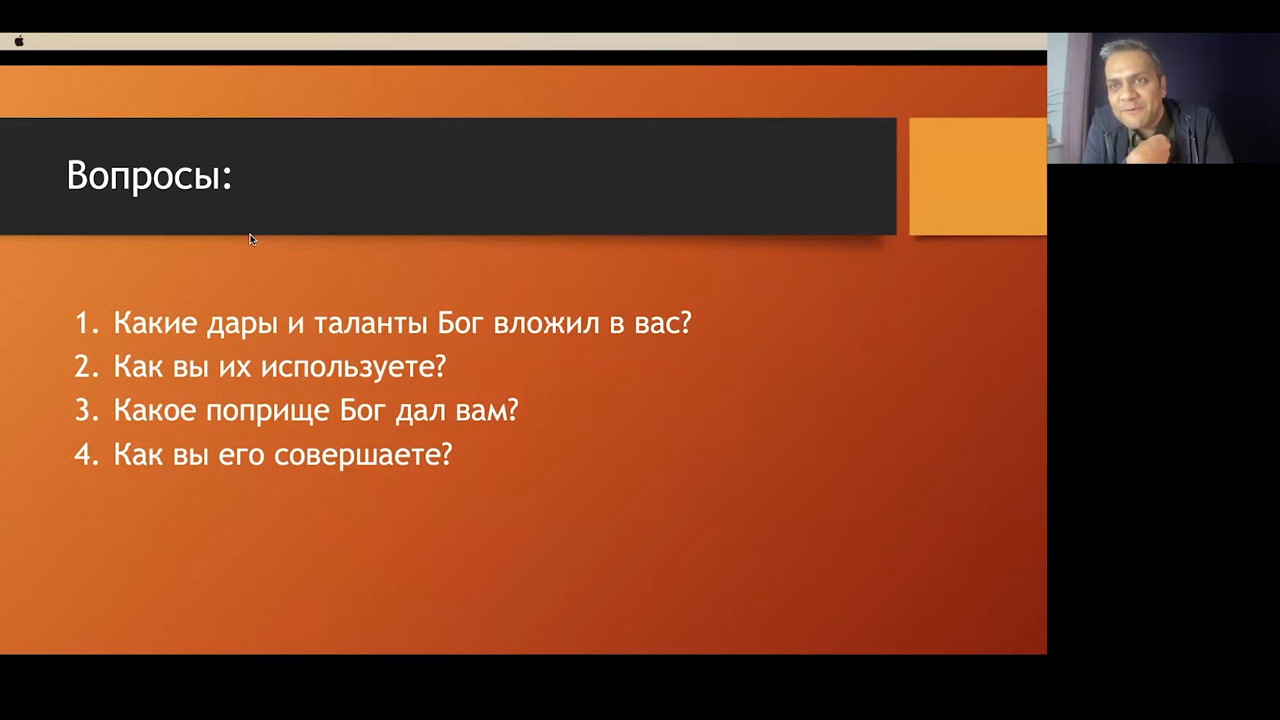 Вопросы:
1. Какие дары и таланты Бог вложил в вас?
2. Как вы их используете?
3. Какое поприще Бог дал вам?
4. Как вы его совершаете?